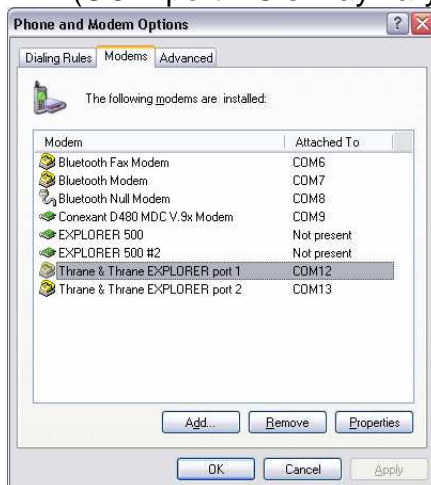 Phone and Modem Options
Dialing Rules Modems Advanced
The following modems are installed:
Modem Attached To
Bluetooth Fax Modem COM6
Bluetooth Modem COM7
Bluetooth Null Modem COM8
Conexant D480 MDC V.9x Modem COM9
EXPLORER 500 Not present
EXPLORER 500 #2 Not present
Thrane & Thrane EXPLORER port 1 COM12
Thrane & Thrane EXPLORER port 2 COM13
Add... Remove Properties
OK Cancel Apply